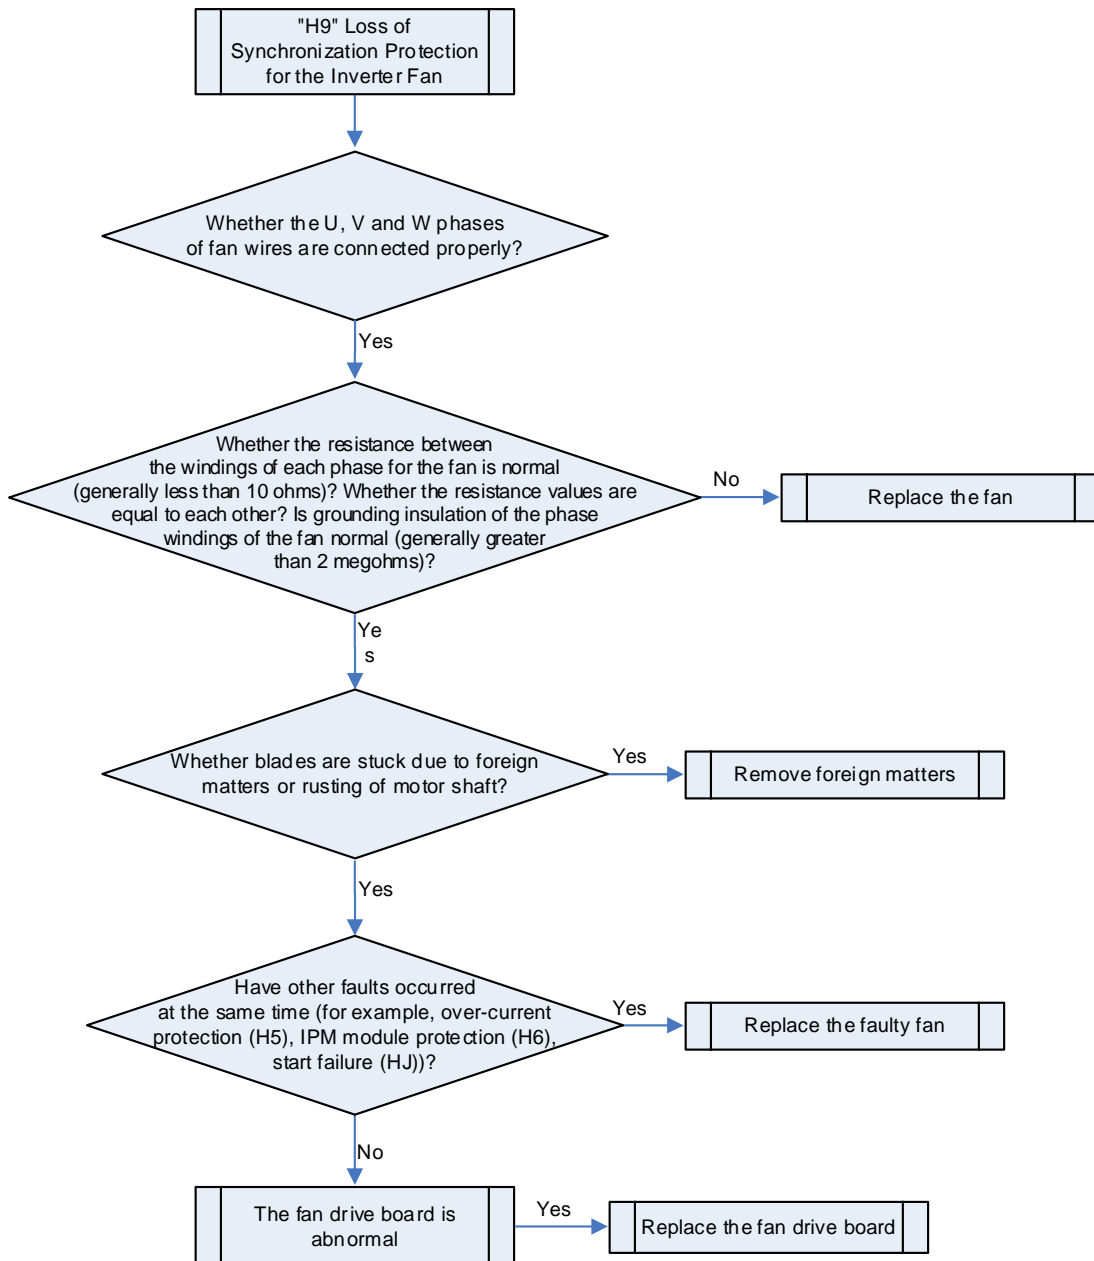 "H9" Loss of
Synchronization Protection
for the Inverter Fan
Whether the U, V and W phases
of fan wires are connected properly?
Yes
Whether the resistance between
the windings of each phase for the fan is normal
(generally less than 10 ohms)? Whether the resistance values are
equal to each other? Is grounding insulation of the phase
windings of the fan normal (generally greater
than 2 megohms)?
No
Replace the fan
Ye
s
Whether blades are stuck due to foreign
matters or rusting of motor shaft?
Yes
Remove foreign matters
Yes
Have other faults occurred
at the same time (for example, over-current
protection (H5), IPM module protection (H6),
start failure (HJ))?
Yes
Replace the faulty fan
No
The fan drive board is
abnormal
Yes
Replace the fan drive board